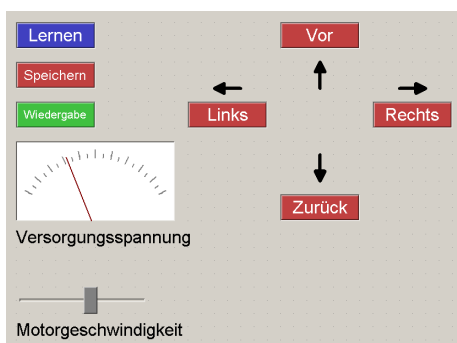 Lernen
Vor
Speichern
Links
Rechts
Wiedergabe
Zurück
Versorgungsspannung
Motorgeschwindigkeit